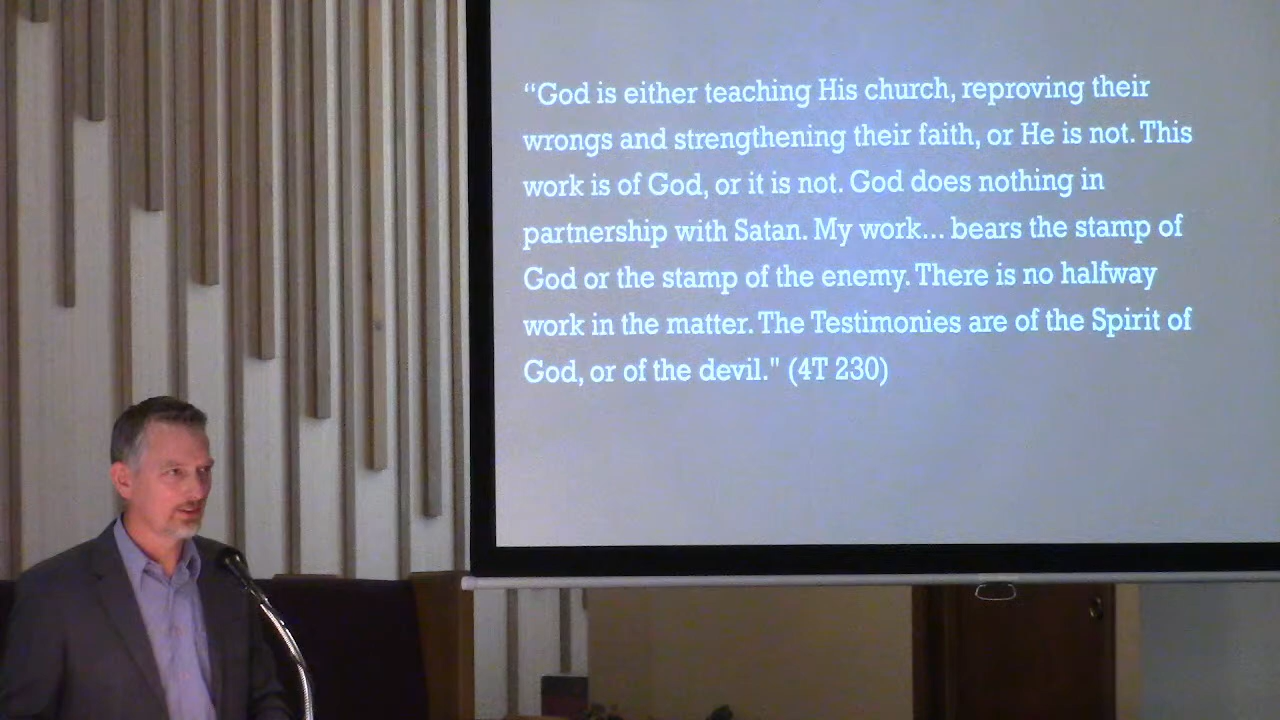 “God is either teaching His church, reproving their
wrongs and strengthening their faith, or He is not. This
work is of God, or it is not. God does nothing in
partnership with Satan. My work... bears the stamp of
God or the stamp of the enemy. There is no halfway
work in the matter. The Testimonies are of the Spirit of
God, or of the devil." (4T 230)